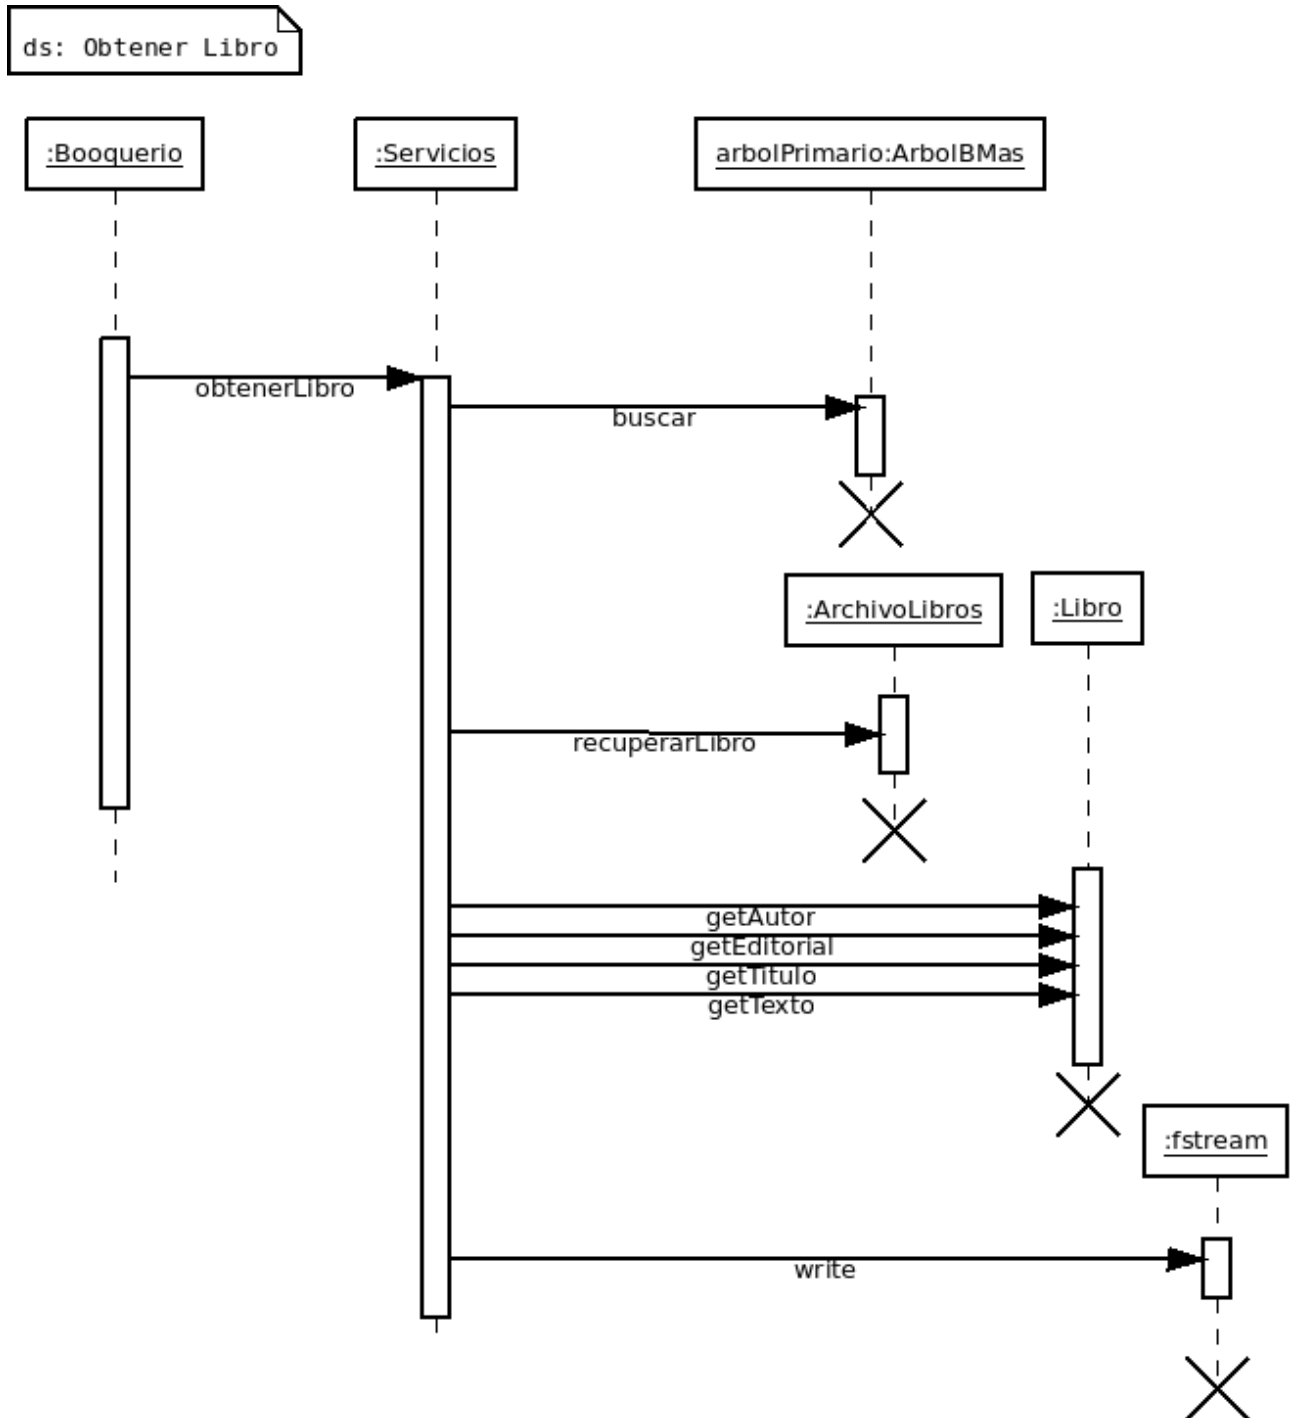 ds: Obtener Libro
:Booquerio
:Servicios
arbolPrimario:ArbolBMas
obtenerLibro
buscar
:ArchivoLibros
:Libro
recuperarLibro
getAutor
getEditorial
getTitulo
getTexto
:fstream
write